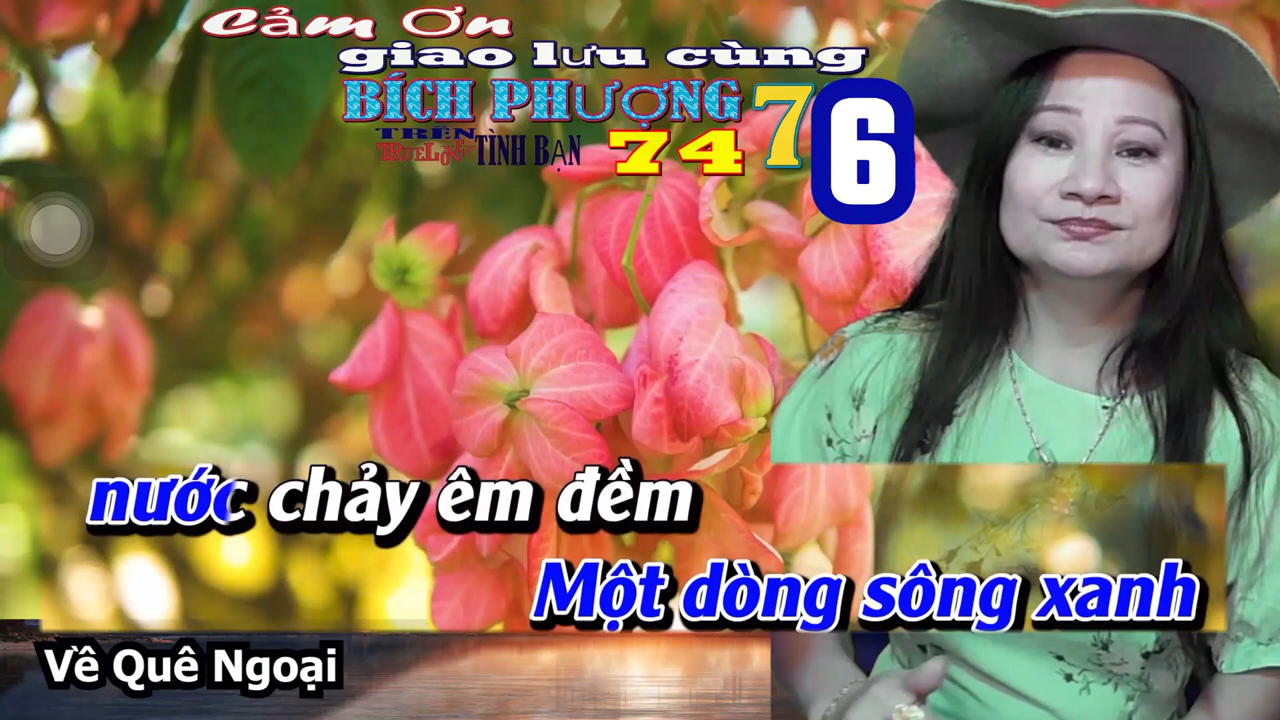 Cảm Ơn
giao lưu cùng
BÍCH PHƯỢNG 7 6
TRÊN
TRUELOVE TÌNH BẠN 74
nước chảy êm đềm
Một dòng sông xanh
Về Quê Ngoại